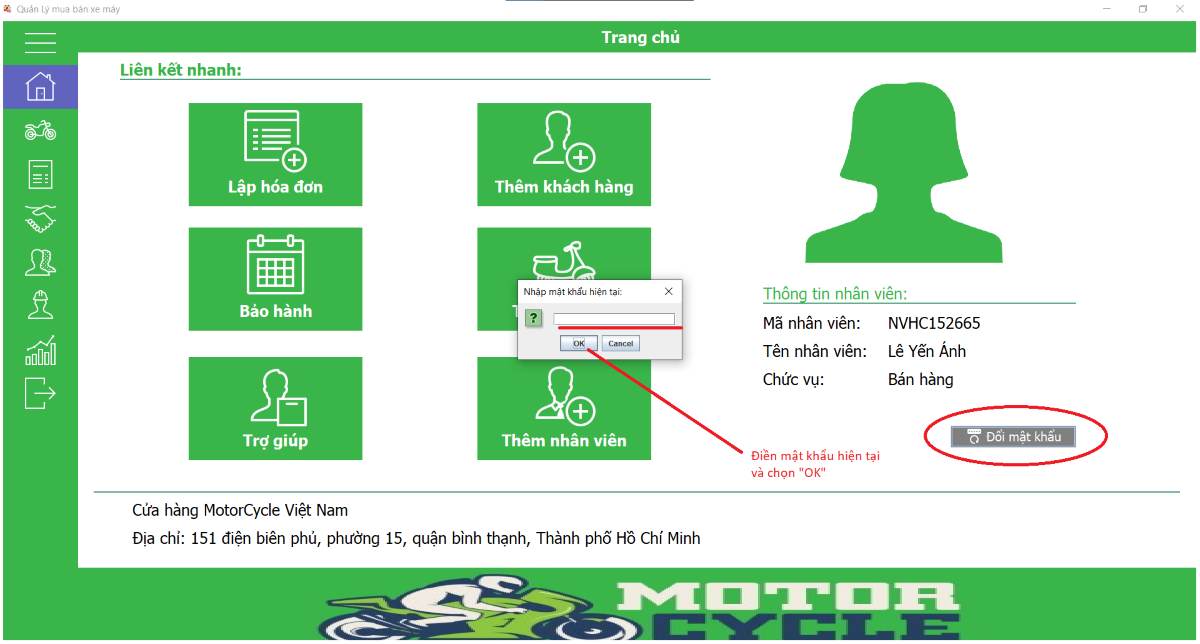 Quản lý mua bán xe máy
Trang chủ
Liên kết nhanh:
Lập hóa đơn
Thêm khách hàng
Bảo hành
Nhập mật khẩu hiện tại:
?
OK
Cancel
Trợ giúp
Thêm nhân viên
Thông tin nhân viên:
Mã nhân viên: NVHC152665
Tên nhân viên: Lê Yến Ánh
Chức vụ: Bán hàng
Đổi mật khẩu
Điền mật khẩu hiện tại
và chọn "OK"
Cửa hàng MotorCycle Việt Nam
Địa chỉ: 151 điện biên phủ, phường 15, quận bình thạnh, Thành phố Hồ Chí Minh
MOTOR
CYCLE